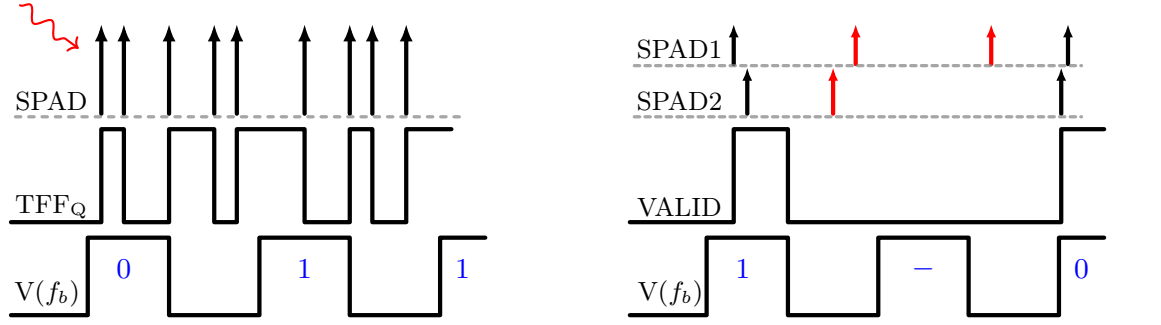 SPAD
TFF_Q
V(f_b)
0 1 1
SPAD1
SPAD2
VALID
V(f_b)
1 − 0